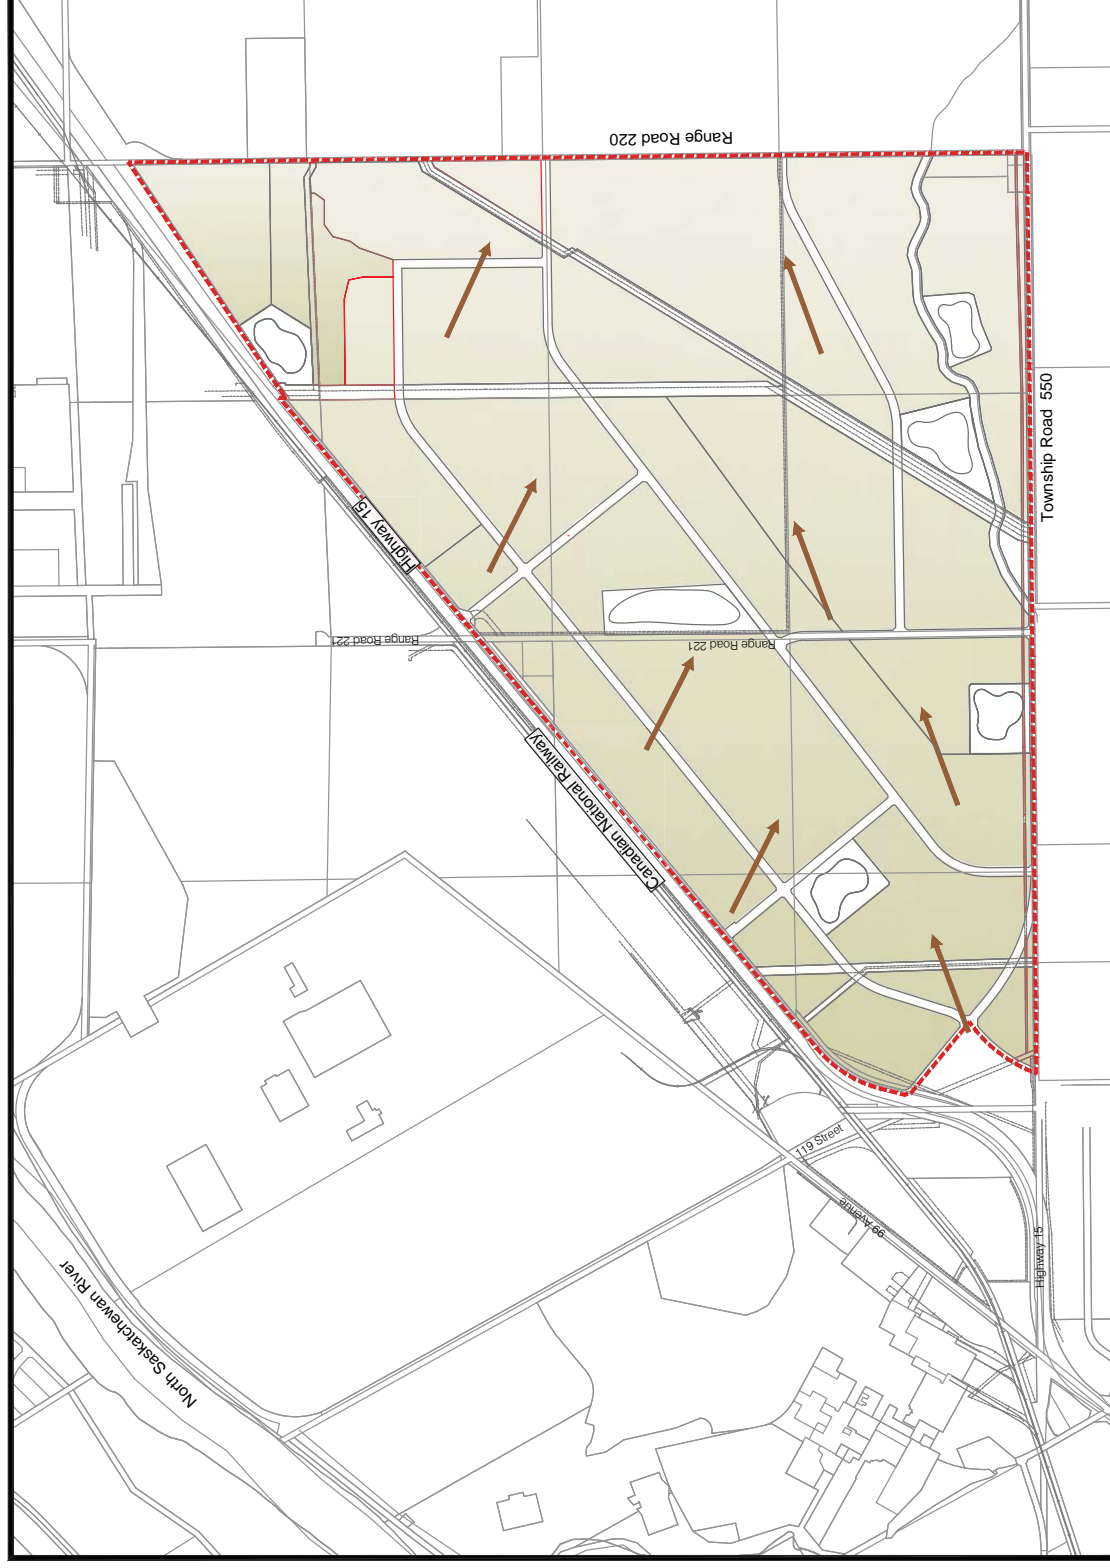 Range Road 220
Township Road 550
Highway 15
Range Road 221
Range Road 221
Canadian National Railway
119 Street
99 Avenue
Highway 15
North Saskatchewan River